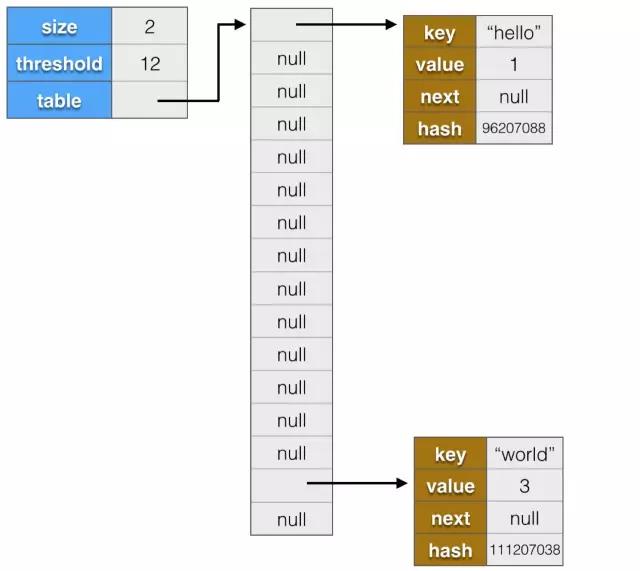 size 2
threshold 12
table
null
null
null
null
null
null
null
null
null
null
null
null
null
null
key "hello"
value 1
next null
hash 96207088
key "world"
value 3
next null
hash 111207038